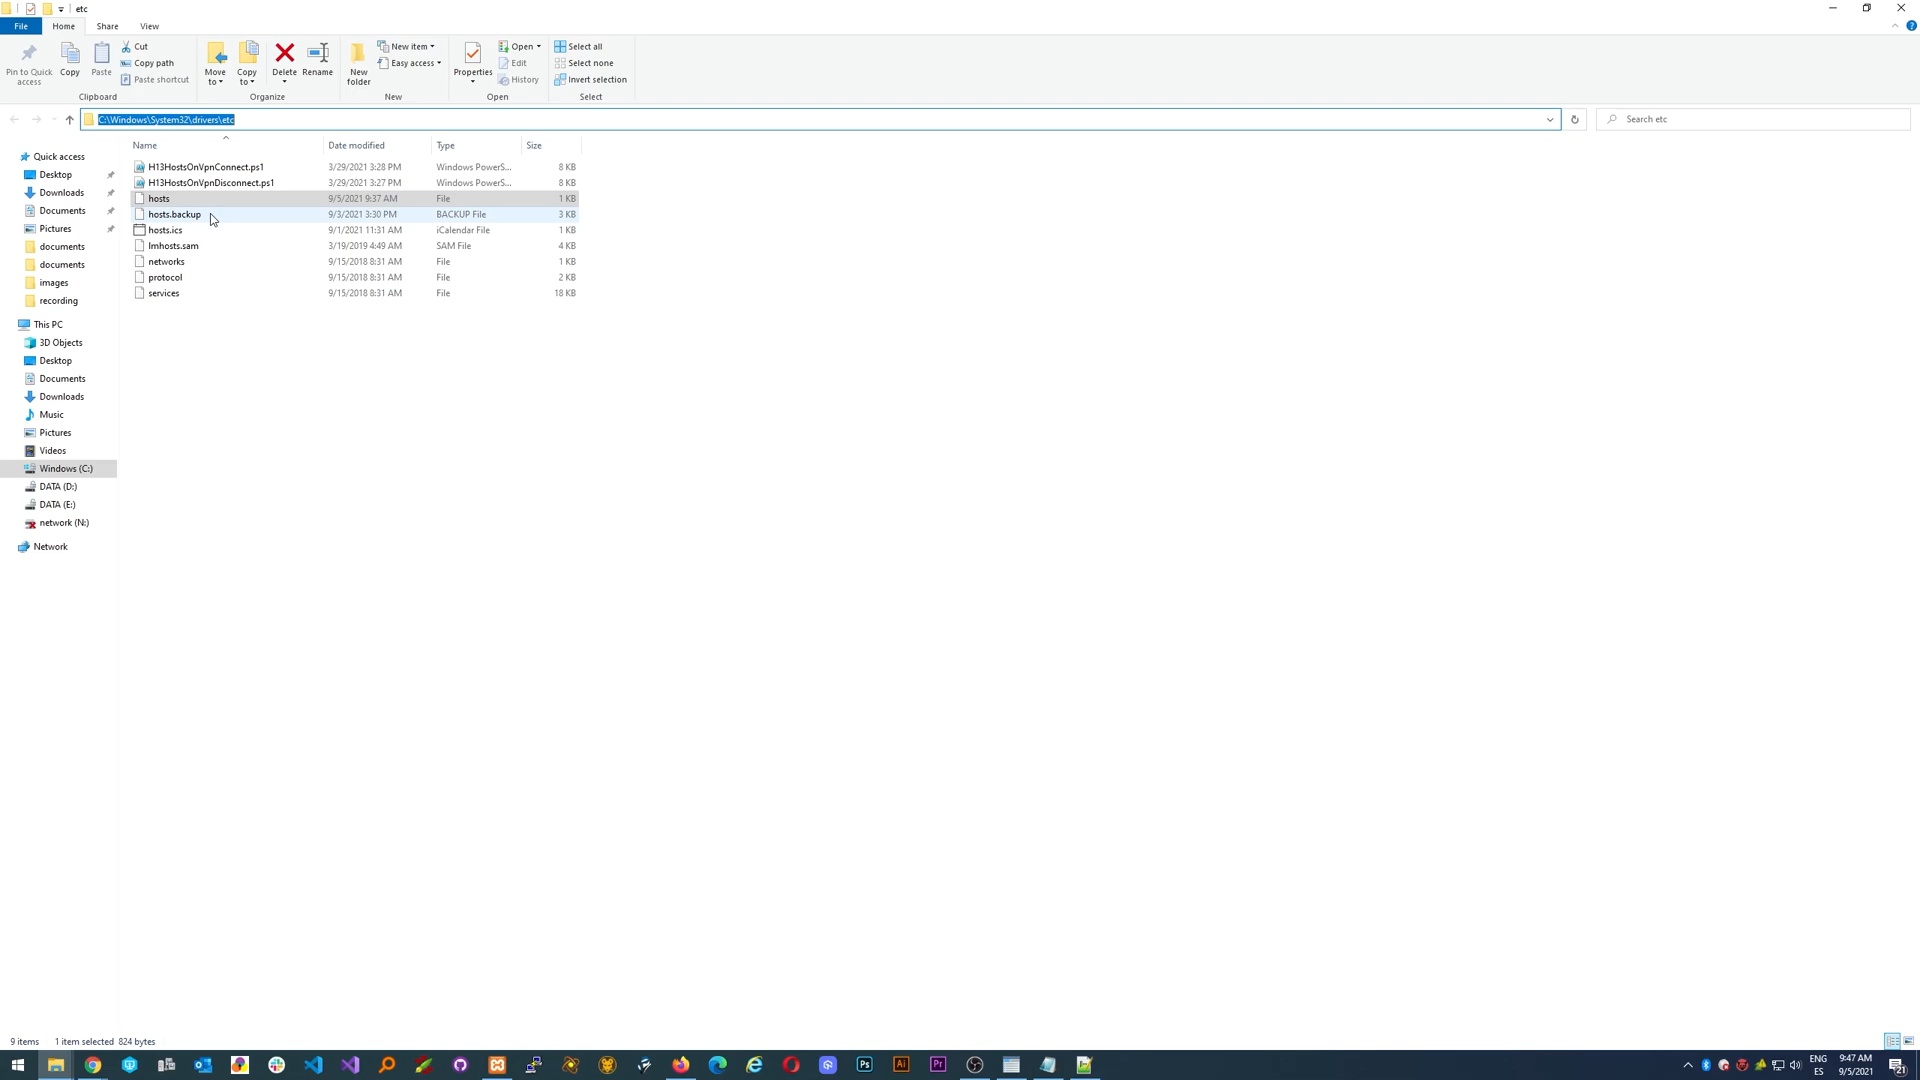 etc
File Home Share View
Pin to Quick access
Copy
Paste
Cut
Copy path
Paste shortcut
Clipboard
Move to
Copy to
Delete
Rename
Organize
New folder
New item
Easy access
New
Properties
Open
Edit
History
Open
Select all
Select none
Invert selection
Select
C:\Windows\System32\drivers\etc
Search etc
Name Date modified Type Size
H13HostsOnVpnConnect.ps1 3/29/2021 3:28 PM Windows PowerS... 8 KB
H13HostsOnVpnDisconnect.ps1 3/29/2021 3:27 PM Windows PowerS... 8 KB
hosts 9/5/2021 9:37 AM File 1 KB
hosts.backup 9/3/2021 3:30 PM BACKUP File 3 KB
hosts.ics 9/1/2021 11:31 AM iCalendar File 1 KB
lmhosts.sam 3/19/2019 4:49 AM SAM File 4 KB
networks 9/15/2018 8:31 AM File 1 KB
protocol 9/15/2018 8:31 AM File 2 KB
services 9/15/2018 8:31 AM File 18 KB
Quick access
Desktop
Downloads
Documents
Pictures
documents
documents
images
recording
This PC
3D Objects
Desktop
Documents
Downloads
Music
Pictures
Videos
Windows (C:)
DATA (D:)
DATA (E:)
network (N:)
Network
9 items 1 item selected 824 bytes
Ps
Ai
Pr
ENG
ES
9:47 AM
9/5/2021
21